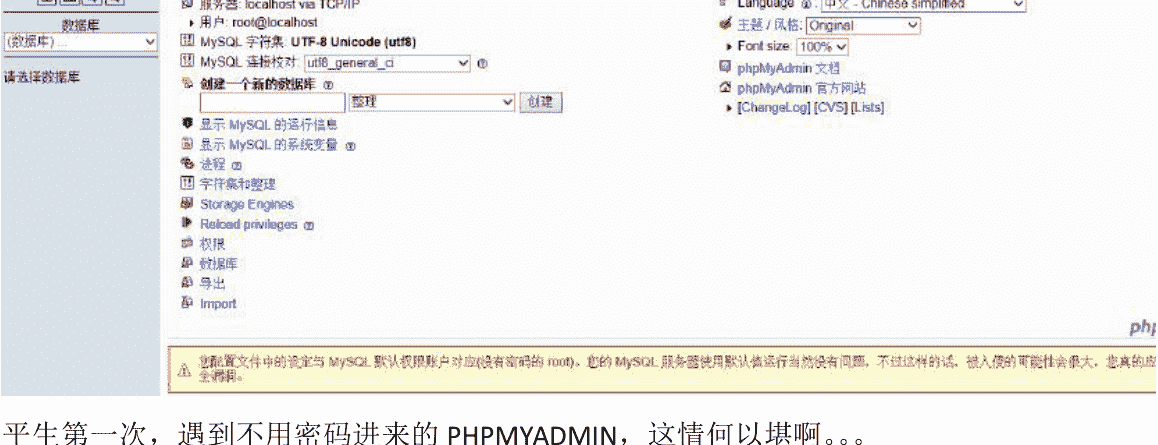 服务器: localhost via TCP/IP
数据库
用户: root@localhost
(数据库) ...
MySQL 字符集: UTF-8 Unicode (utf8)
MySQL 连接校对: utf8_general_ci
请选择数据库
创建一个新的数据库
整理 创建
显示 MySQL 的运行信息
显示 MySQL 的系统变量
进程
字符集和整理
Storage Engines
Reload privileges
权限
数据库
导出
Import
Language : 中文 - Chinese simplified
主题 / 风格: Original
Font size: 100%
phpMyAdmin 文档
phpMyAdmin 官方网站
[ChangeLog] [CVS] [Lists]
php
您配置文件中的设定与 MySQL 默认权限账户对应(没有密码的 root)。您的 MySQL 服务器使用默认值运行当然没有问题，不过这样的话，被入侵的可能性会很大，您真的应
全漏洞。
平生第一次，遇到不用密码进来的 PHPMYADMIN，这情何以堪啊。。。